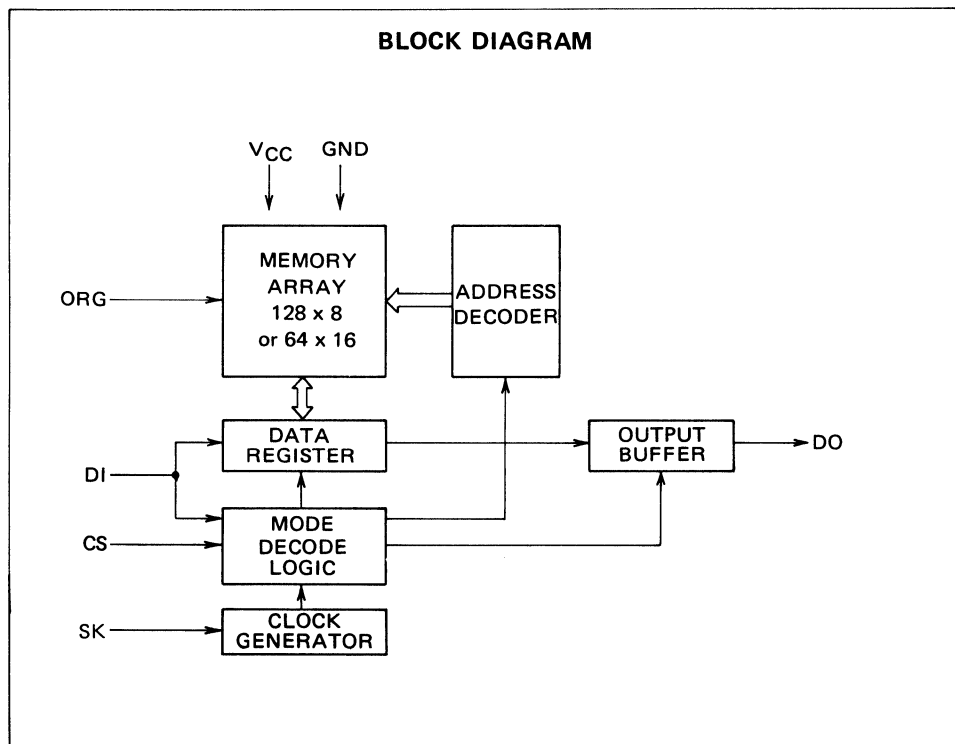 BLOCK DIAGRAM
VCC
GND
ORG
MEMORY
ARRAY
128 x 8
or 64 x 16
ADDRESS
DECODER
DI
DATA
REGISTER
OUTPUT
BUFFER
DO
CS
MODE
DECODE
LOGIC
SK
CLOCK
GENERATOR